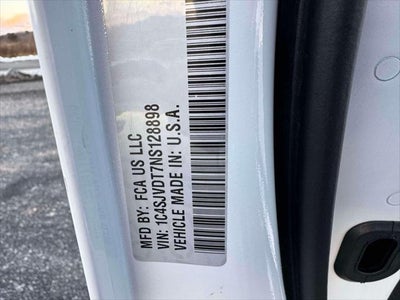 MFD BY: FCA US LLC
VIN: 1C4SJVDT7NS128898
VEHICLE MADE IN: U.S.A.